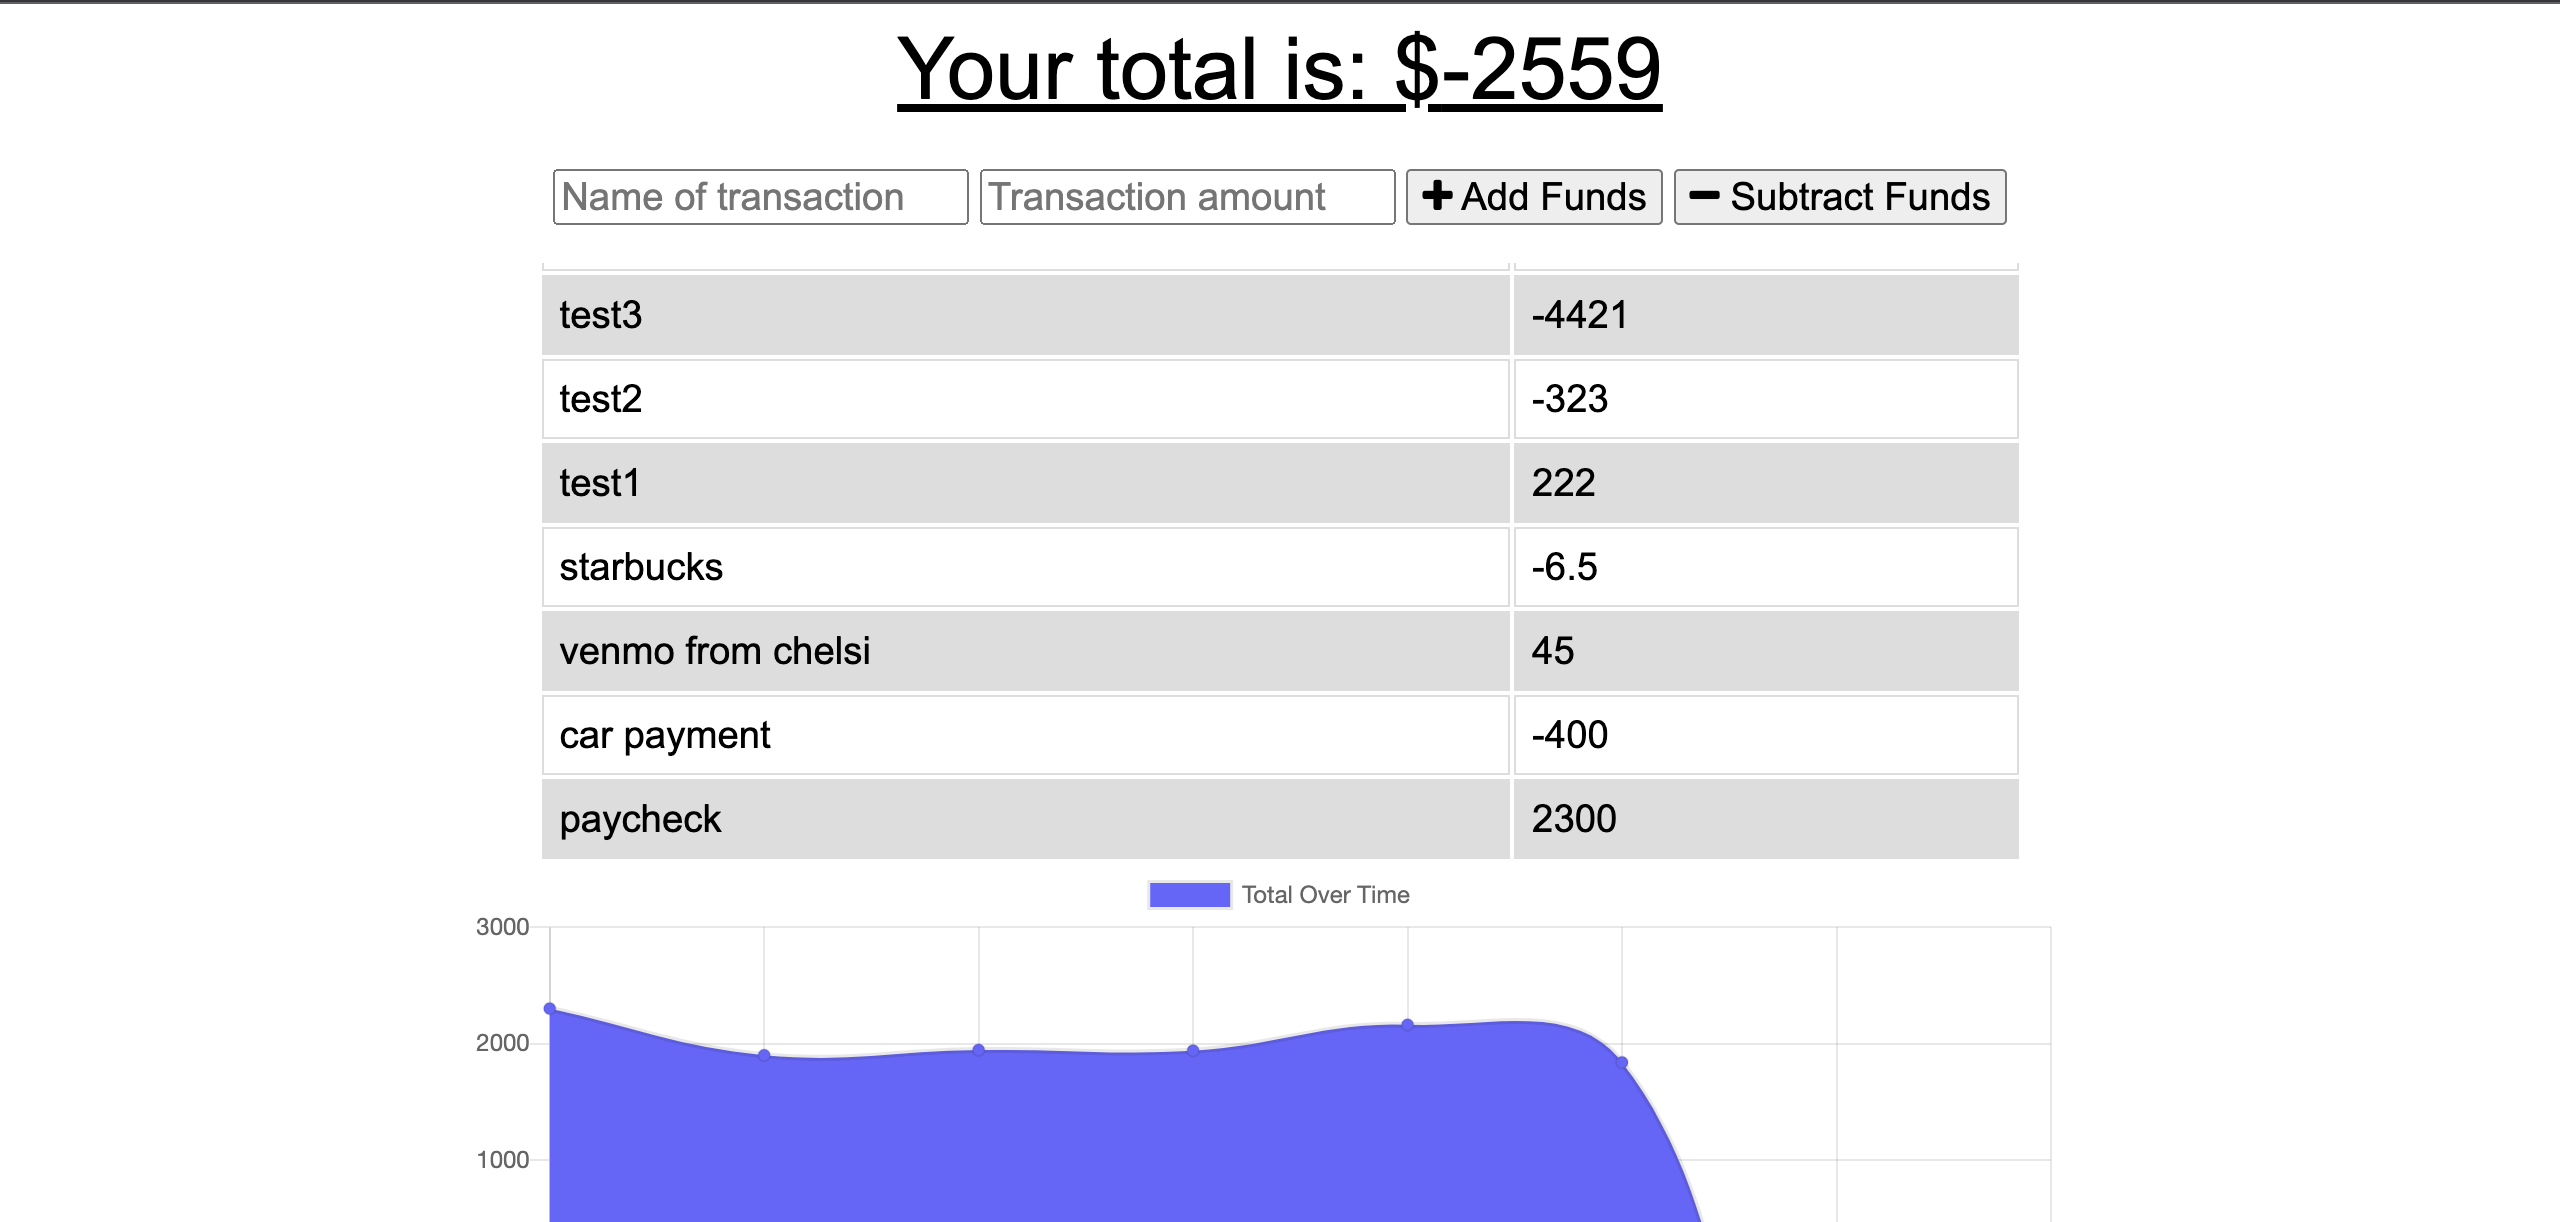 Your total is: $-2559
Name of transaction Transaction amount Add Funds Subtract Funds
test3 -4421
test2 -323
test1 222
starbucks -6.5
venmo from chelsi 45
car payment -400
paycheck 2300
Total Over Time
3000
2000
1000